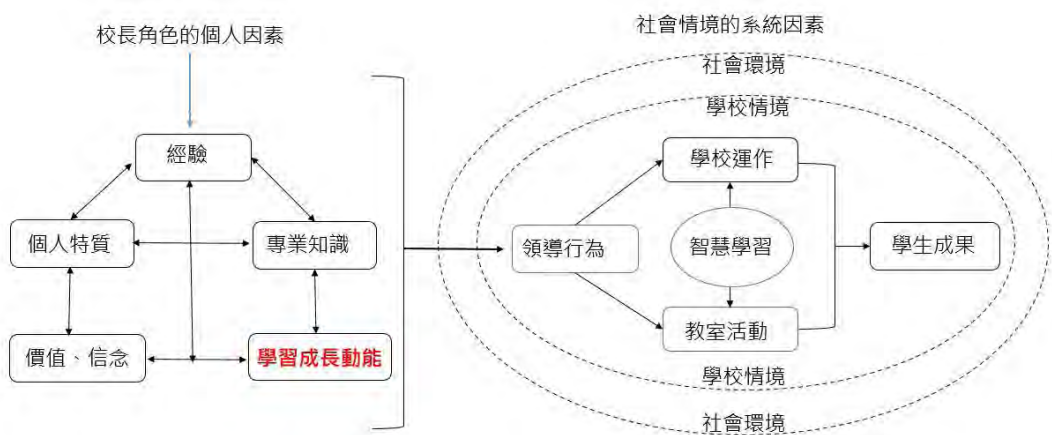 校長角色的個人因素
經驗
個人特質
專業知識
價值、信念
學習成長動能
社會情境的系統因素
社會環境
學校情境
學校運作
領導行為
智慧學習
學生成果
教室活動
學校情境
社會環境